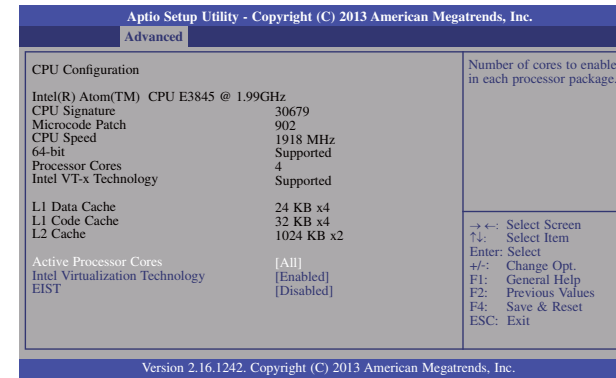 Aptio Setup Utility - Copyright (C) 2013 American Megatrends, Inc.
Advanced
CPU Configuration
Intel(R) Atom(TM) CPU E3845 @ 1.99GHz
CPU Signature 30679
Microcode Patch 902
CPU Speed 1918 MHz
64-bit Supported
Processor Cores 4
Intel VT-x Technology Supported
L1 Data Cache 24 KB x4
L1 Code Cache 32 KB x4
L2 Cache 1024 KB x2
Active Processor Cores [All]
Intel Virtualization Technology [Enabled]
EIST [Disabled]
Number of cores to enable
in each processor package.
→←: Select Screen
↑↓: Select Item
Enter: Select
+/-: Change Opt.
F1: General Help
F2: Previous Values
F4: Save & Reset
ESC: Exit
Version 2.16.1242. Copyright (C) 2013 American Megatrends, Inc.